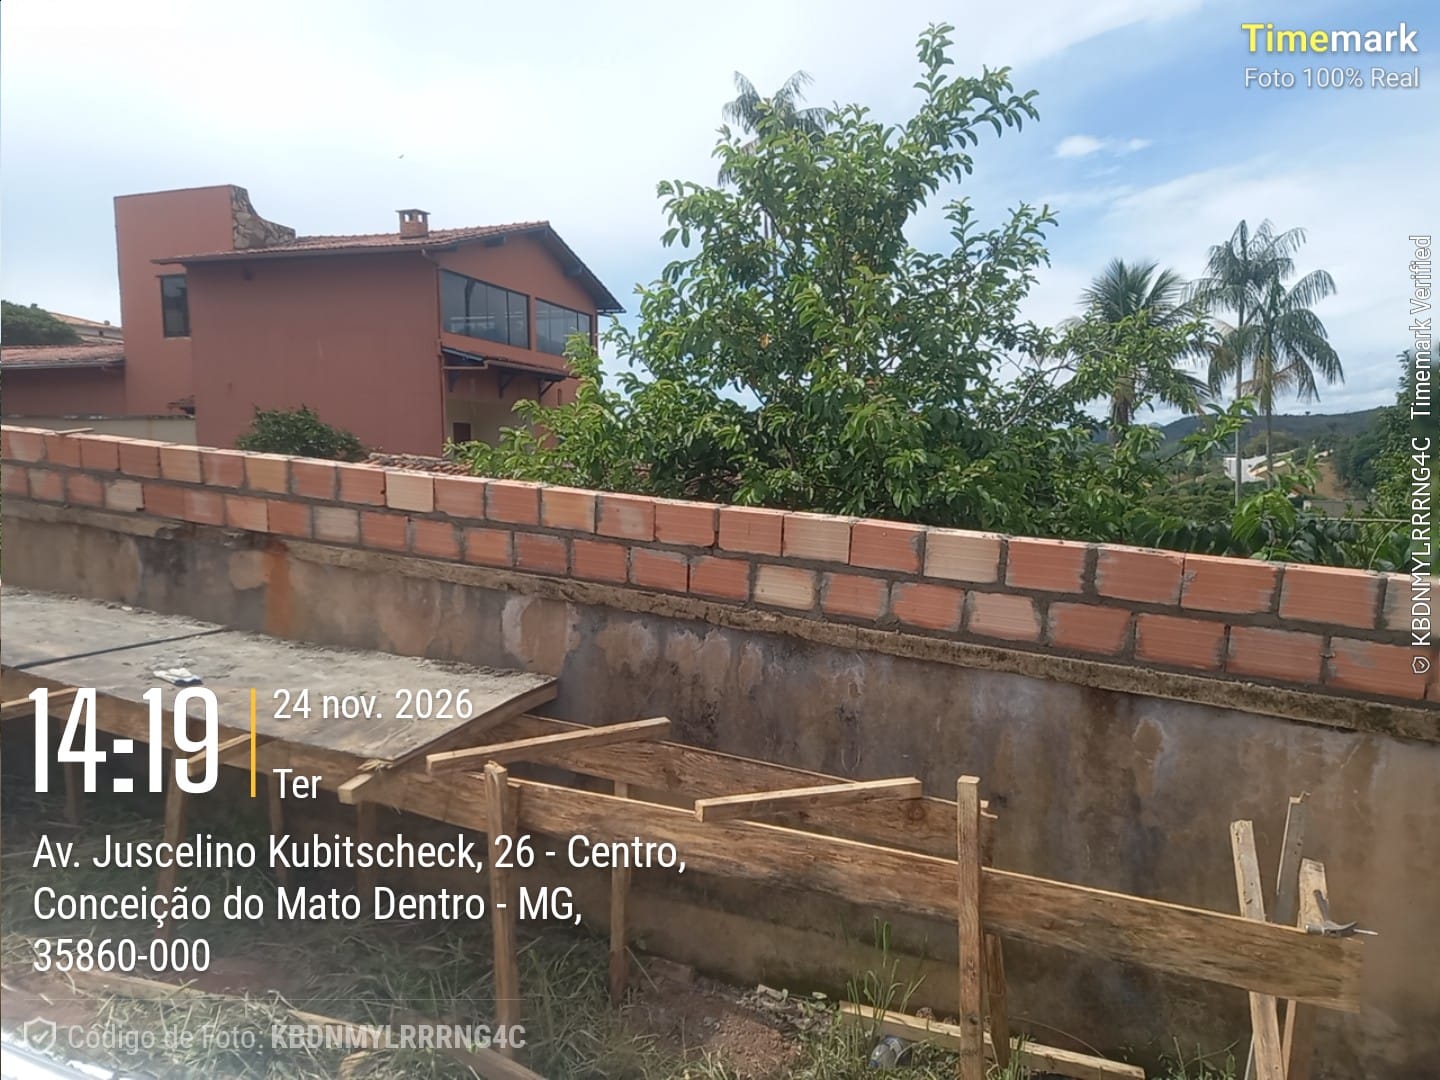 Timemark
Foto 100% Real
KBDNMYLRRRNG4C Timemark Verified
14:19
24 nov. 2026
Ter
Av. Juscelino Kubitscheck, 26 - Centro,
Conceição do Mato Dentro - MG,
35860-000
Código de Foto: KBDNMYLRRRNG4C